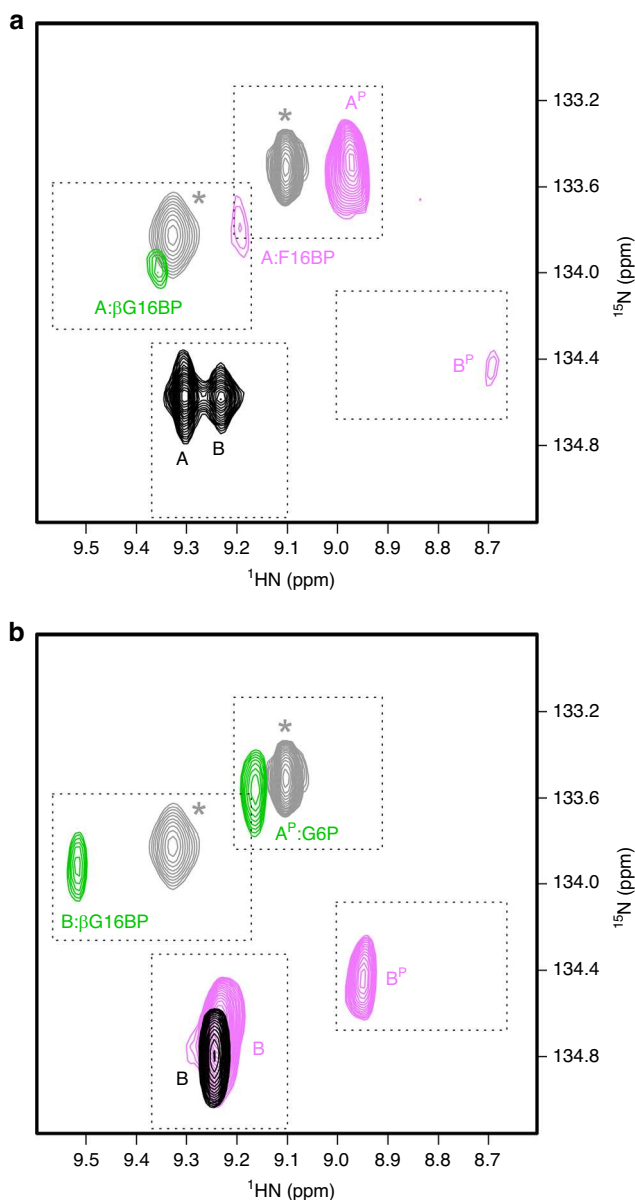 a
A^P
*
133.2
*
133.6
A:F16BP
134.0
A:βG16BP
^15N (ppm)
B^P
134.4
134.8
A B
9.5 9.4 9.3 9.2 9.1 9.0 8.9 8.8 8.7
^1HN (ppm)
b
133.2
*
*
133.6
A^P:G6P
134.0
B:βG16BP
^15N (ppm)
B^P
134.4
B B
134.8
9.5 9.4 9.3 9.2 9.1 9.0 8.9 8.8 8.7
^1HN (ppm)